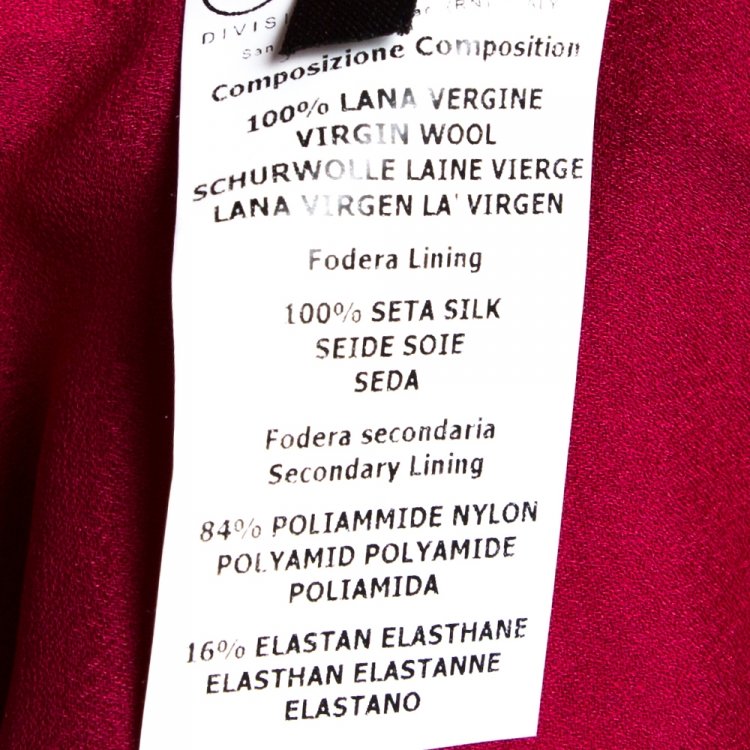 DIVISI
San
Composizione Composition
100% LANA VERGINE
VIRGIN WOOL
SCHURWOLLE LAINE VIERGE
LANA VIRGEN LA' VIRGEN
Fodera Lining
100% SETA SILK
SEIDE SOIE
SEDA
Fodera secondaria
Secondary Lining
84% POLIAMMIDE NYLON
POLYAMID POLYAMIDE
POLIAMIDA
16% ELASTAN ELASTHANE
ELASTHAN ELASTANNE
ELASTANO